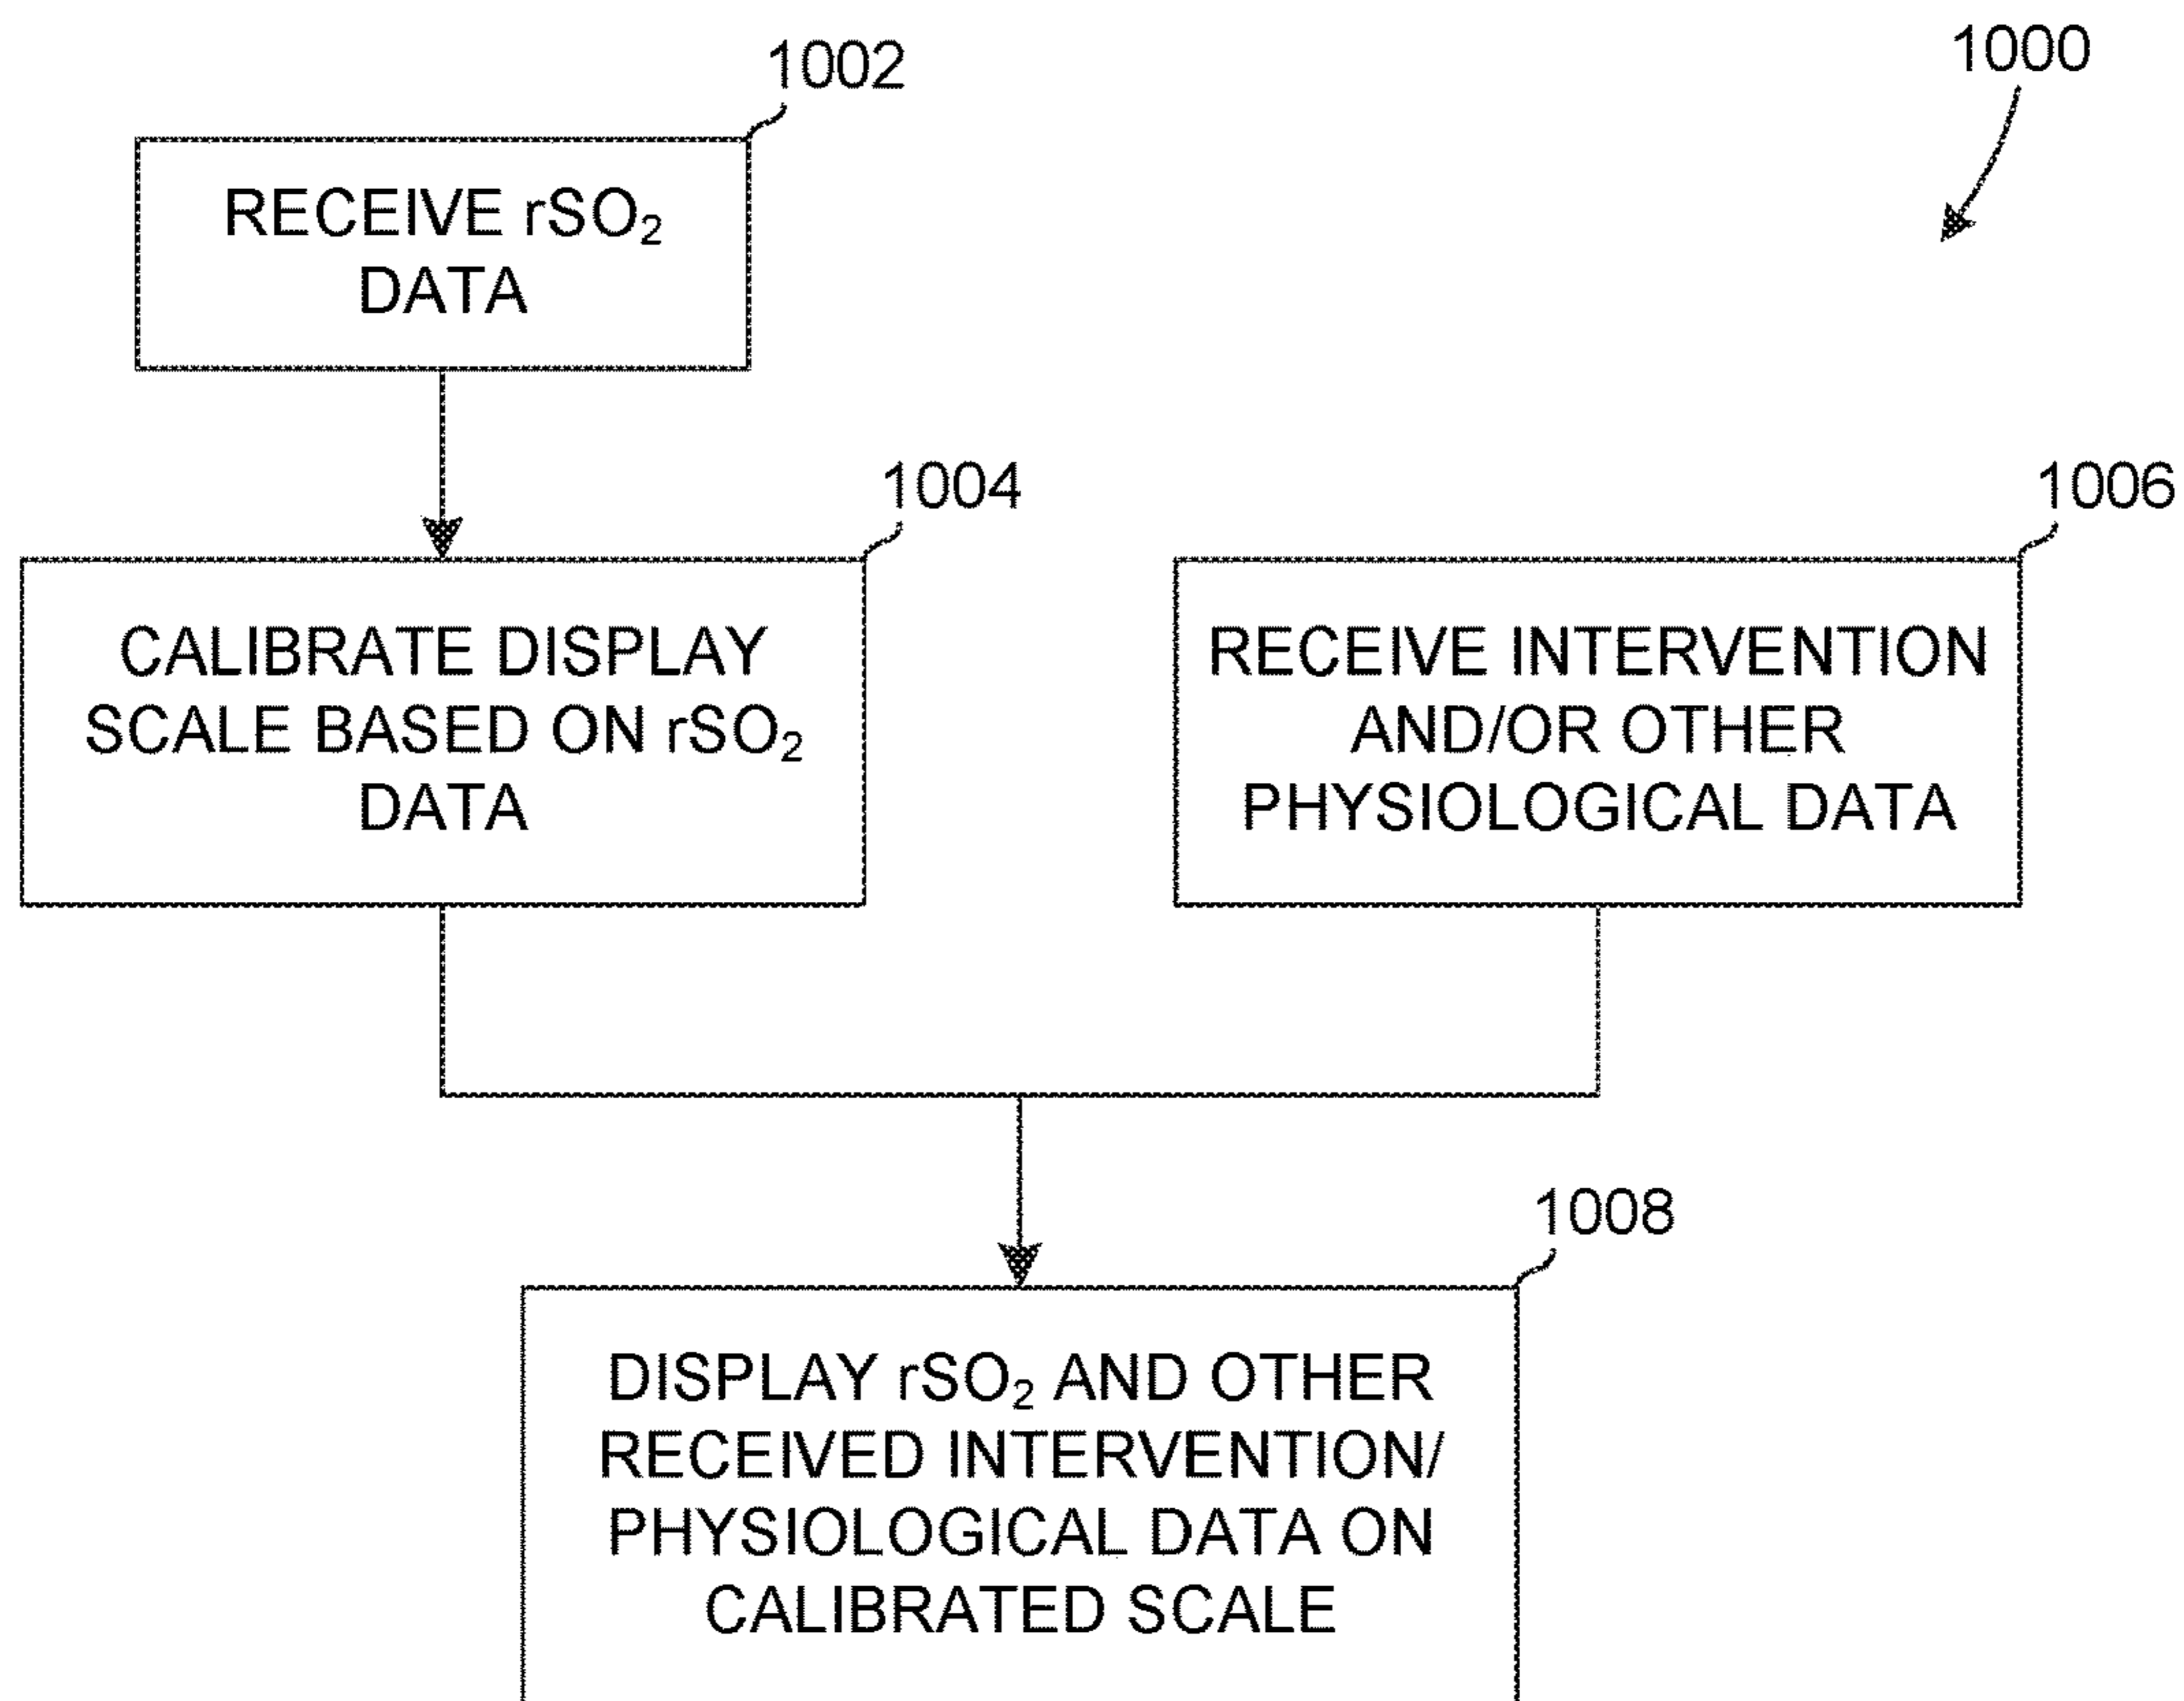 1000
1002
RECEIVE rSO₂
DATA
1004
CALIBRATE DISPLAY
SCALE BASED ON rSO₂
DATA
1006
RECEIVE INTERVENTION
AND/OR OTHER
PHYSIOLOGICAL DATA
1008
DISPLAY rSO₂ AND OTHER
RECEIVED INTERVENTION/
PHYSIOLOGICAL DATA ON
CALIBRATED SCALE